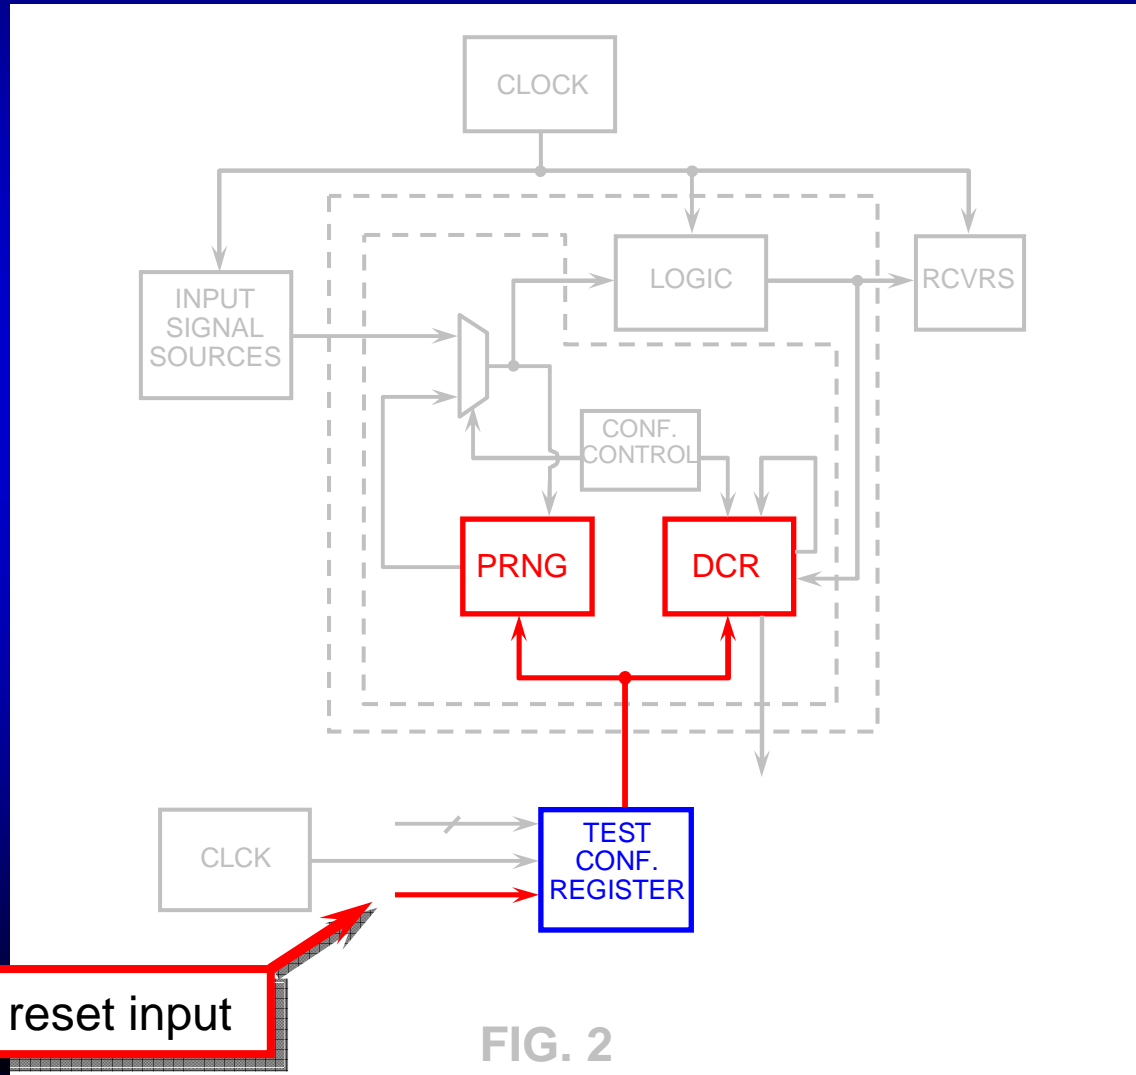 CLOCK
LOGIC
RCVRS
INPUT
SIGNAL
SOURCES
CONF.
CONTROL
PRNG
DCR
TEST
CONF.
REGISTER
CLCK
reset input
FIG. 2